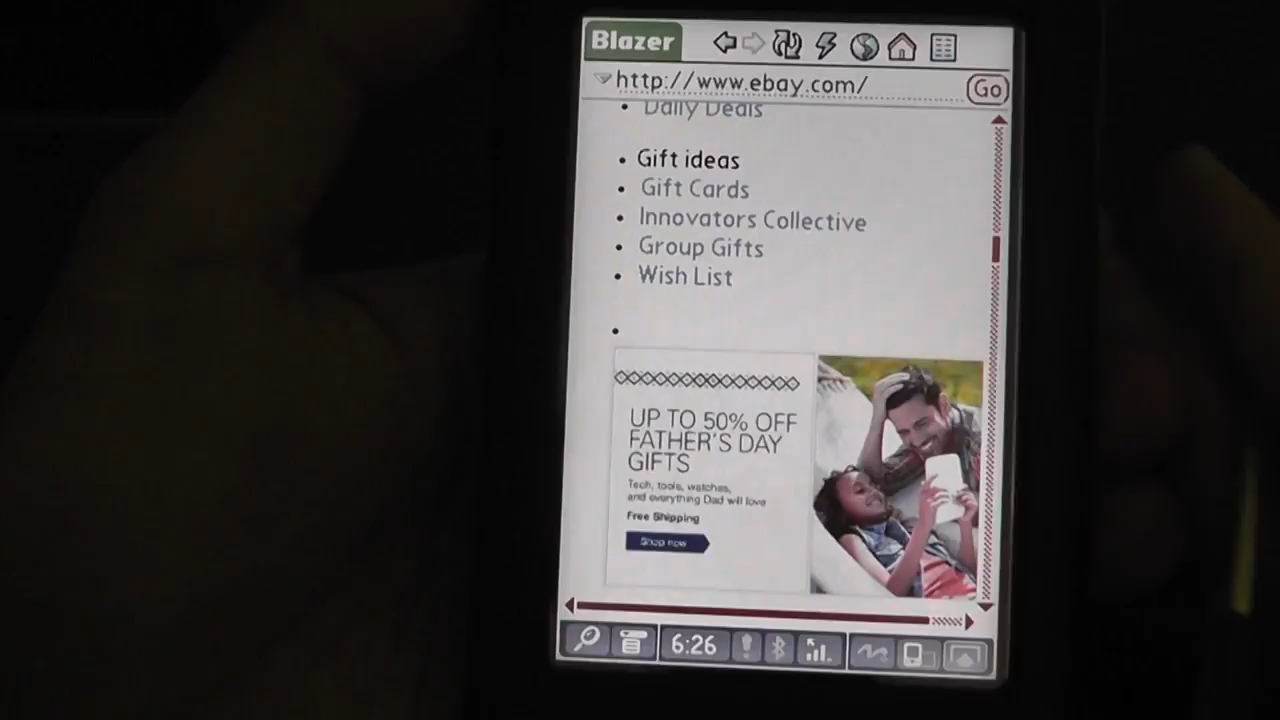 Blazer
http://www.ebay.com/
Go
Daily Deals
Gift ideas
Gift Cards
Innovators Collective
Group Gifts
Wish List
UP TO 50% OFF
FATHER'S DAY
GIFTS
Tech, tools, watches,
and everything Dad will love
Free Shipping
Shop now
6:26